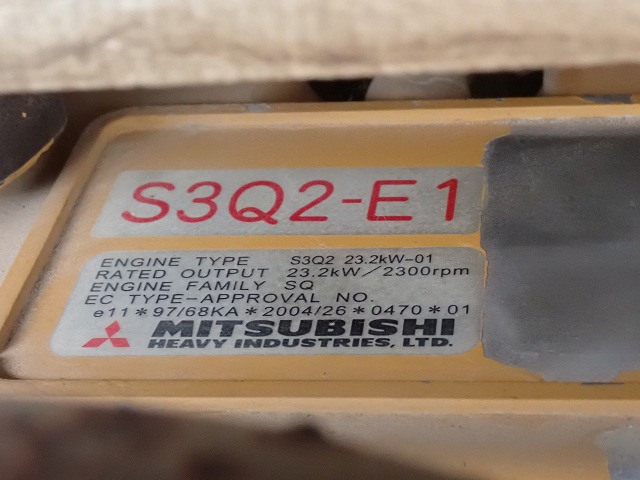 S3Q2-E1
ENGINE TYPE S3Q2 23.2kW-01
RATED OUTPUT 23.2kW/2300rpm
ENGINE FAMILY SQ
EC TYPE-APPROVAL NO.
e11*97/68KA*2004/26*0470*01
MITSUBISHI
HEAVY INDUSTRIES, LTD.